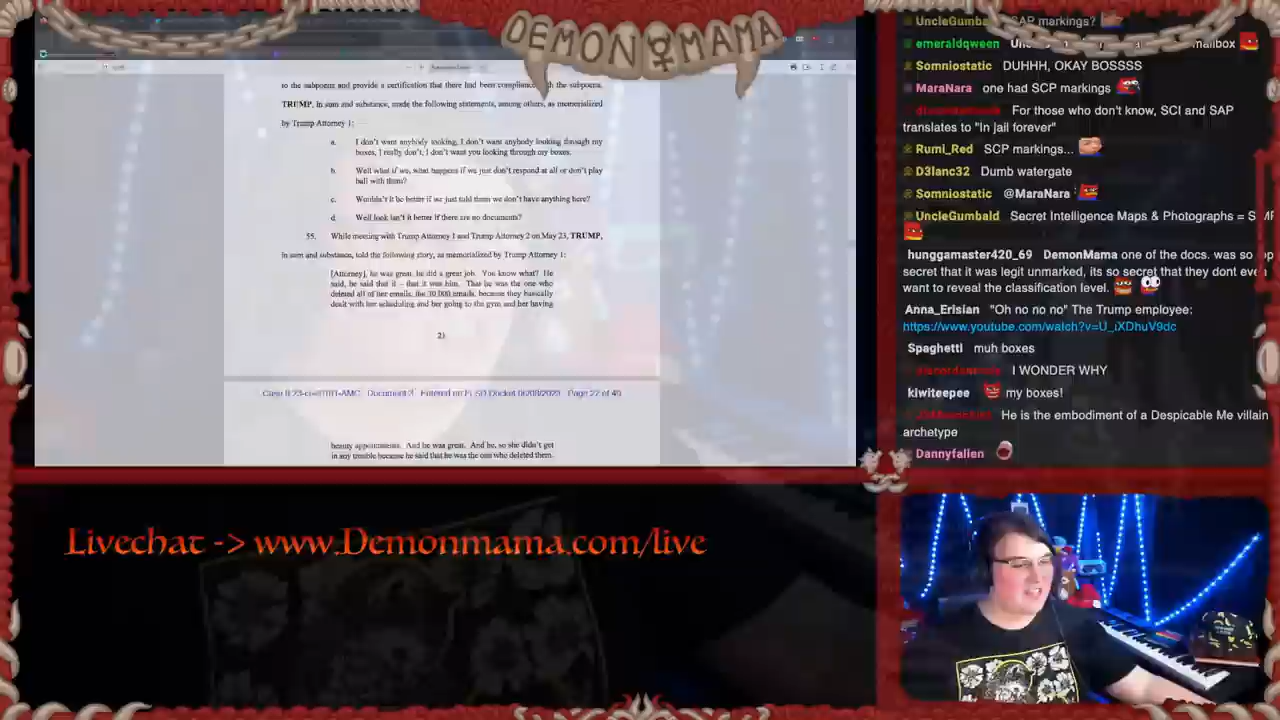 DEMON MAMA
to the subpoena and provide a certification that there had been compliance with the subpoena.
TRUMP, in sum and substance, made the following statements, among others, as memorialized
by Trump Attorney 1:
a. I don't want anybody looking, I don't want anybody looking through my
boxes, I really don't, I don't want you looking through my boxes.
b. Well what if we, what happens if we just don't respond at all or don't play
ball with them?
c. Wouldn't it be better if we just told them we don't have anything here?
d. Well look isn't it better if there are no documents?
55. While meeting with Trump Attorney 1 and Trump Attorney 2 on May 23, TRUMP,
in sum and substance, told the following story, as memorialized by Trump Attorney 1:
[Attorney], he was great, he did a great job. You know what? He
said, he said that it – that it was him. That he was the one who
deleted all of her emails, the 30,000 emails, because they basically
dealt with her scheduling and her going to the gym and her having
21
Document 3 Entered on FLSD Docket 06/08/2023 Page 22 of 49
beauty appointments. And he was great. And he, so she didn't get
in any trouble because he said that he was the one who deleted them.
Livechat -> www.Demonmama.com/live
SAP markings?
emeraldqween
mailbox
Somniostatic DUHHH, OKAY BOSSSS
MaraNara one had SCP markings
For those who don't know, SCI and SAP
translates to "In jail forever"
Rumi_Red SCP markings...
D3lanc32 Dumb watergate
Somniostatic @MaraNara
UncleGumbald Secret Intelligence Maps & Photographs =
hunggamaster420_69 DemonMama one of the docs. was so
secret that it was legit unmarked, its so secret that they dont even
want to reveal the classification level.
Anna_Erisian "Oh no no no" The Trump employee:
https://www.youtube.com/watch?v=U_iXDhuV9dc
Spaghetti muh boxes
I WONDER WHY
kiwiteepee my boxes!
He is the embodiment of a Despicable Me villain
archetype
Dannyfallen